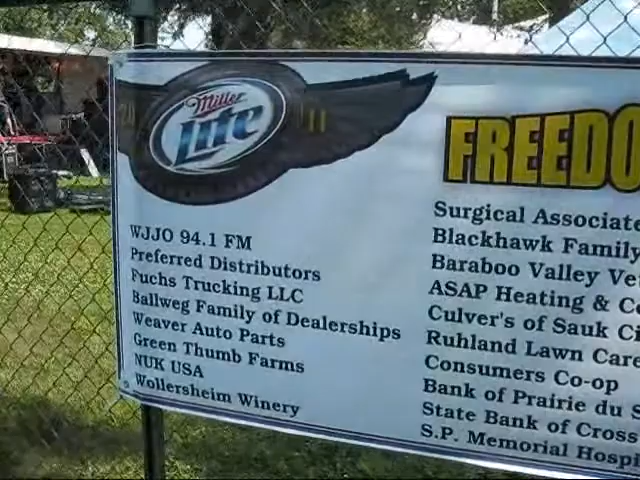 20 Miller Lite 11
FREEDO
WJJO 94.1 FM
Preferred Distributors
Fuchs Trucking LLC
Ballweg Family of Dealerships
Weaver Auto Parts
Green Thumb Farms
NUK USA
Wollersheim Winery
Surgical Associate
Blackhawk Family
Baraboo Valley Ve
ASAP Heating & C
Culver's of Sauk Ci
Ruhland Lawn Care
Consumers Co-op
Bank of Prairie du S
State Bank of Cross
S.P. Memorial Hospi